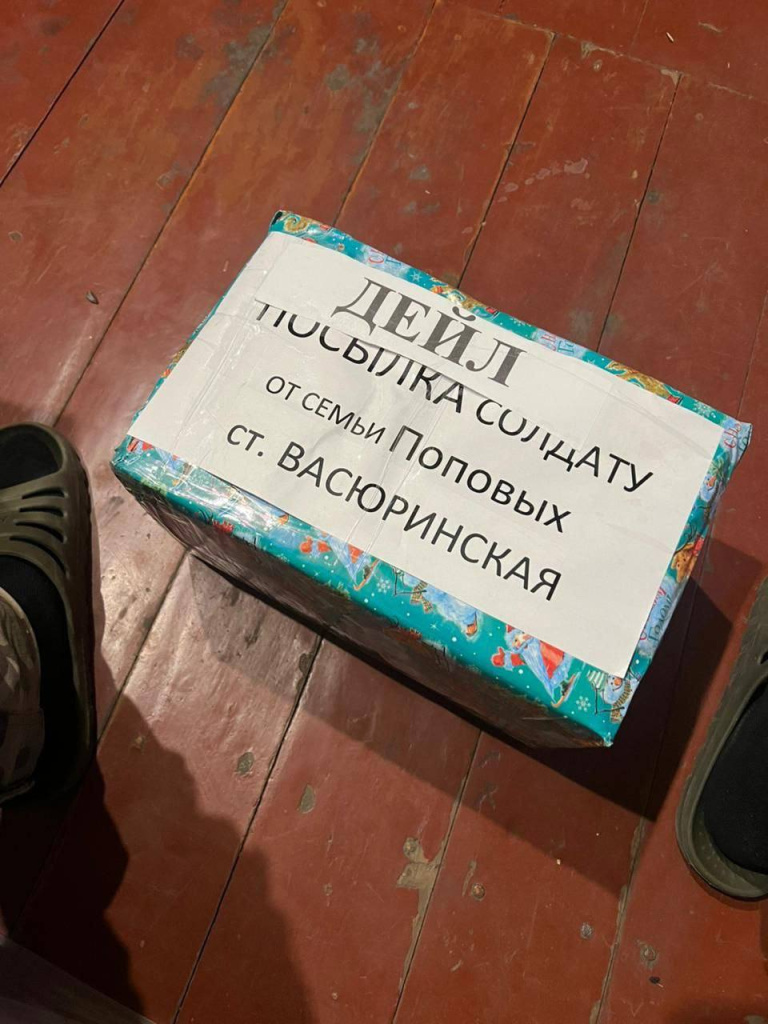 ДЕЙЛ
ПОСЫЛКА СОЛДАТУ
ОТ СЕМЬИ Поповых
СТ. ВАСЮРИНСКАЯ